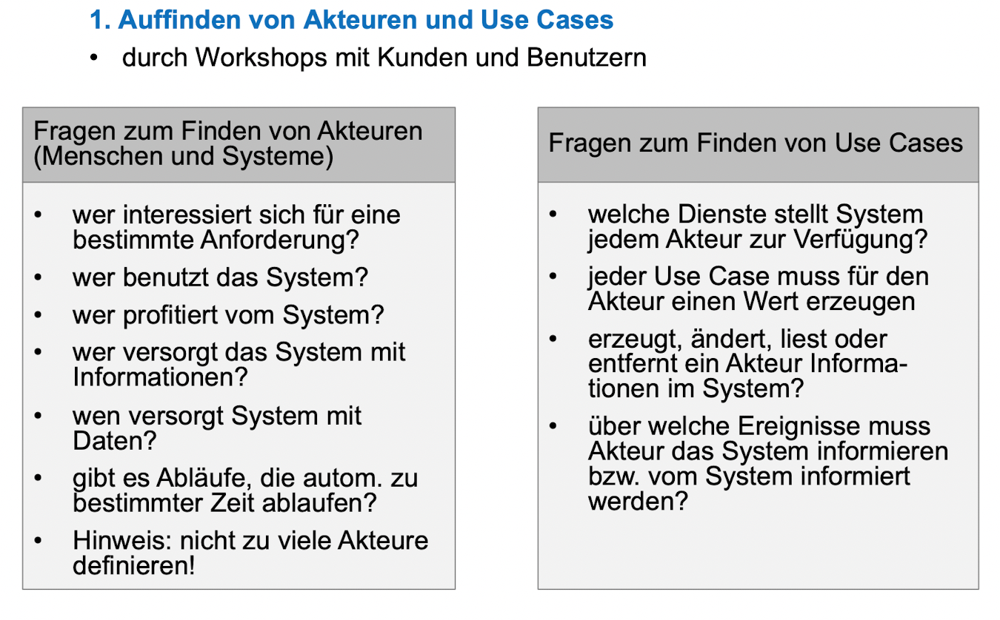 1. Auffinden von Akteuren und Use Cases
• durch Workshops mit Kunden und Benutzern
Fragen zum Finden von Akteuren
(Menschen und Systeme)
• wer interessiert sich für eine
bestimmte Anforderung?
• wer benutzt das System?
• wer profitiert vom System?
• wer versorgt das System mit
Informationen?
• wen versorgt System mit
Daten?
• gibt es Abläufe, die autom. zu
bestimmter Zeit ablaufen?
• Hinweis: nicht zu viele Akteure
definieren!
Fragen zum Finden von Use Cases
• welche Dienste stellt System
jedem Akteur zur Verfügung?
• jeder Use Case muss für den
Akteur einen Wert erzeugen
• erzeugt, ändert, liest oder
entfernt ein Akteur Informa-
tionen im System?
• über welche Ereignisse muss
Akteur das System informieren
bzw. vom System informiert
werden?